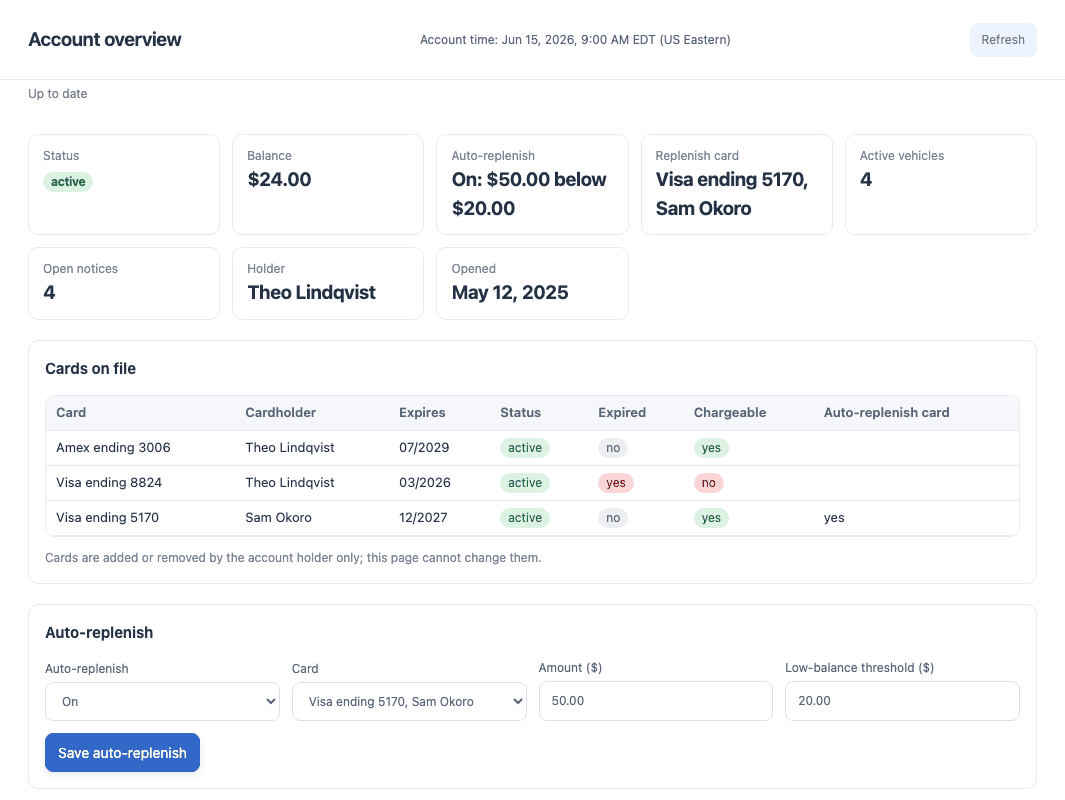 Account overview
Account time: Jun 15, 2026, 9:00 AM EDT (US Eastern)
Refresh
Up to date
Status
active
Balance
$24.00
Auto-replenish
On: $50.00 below
$20.00
Replenish card
Visa ending 5170,
Sam Okoro
Active vehicles
4
Open notices
4
Holder
Theo Lindqvist
Opened
May 12, 2025
Cards on file
Card Cardholder Expires Status Expired Chargeable Auto-replenish card
Amex ending 3006 Theo Lindqvist 07/2029 active no yes
Visa ending 8824 Theo Lindqvist 03/2026 active yes no
Visa ending 5170 Sam Okoro 12/2027 active no yes yes
Cards are added or removed by the account holder only; this page cannot change them.
Auto-replenish
Auto-replenish Card Amount ($) Low-balance threshold ($)
On Visa ending 5170, Sam Okoro 50.00 20.00
Save auto-replenish